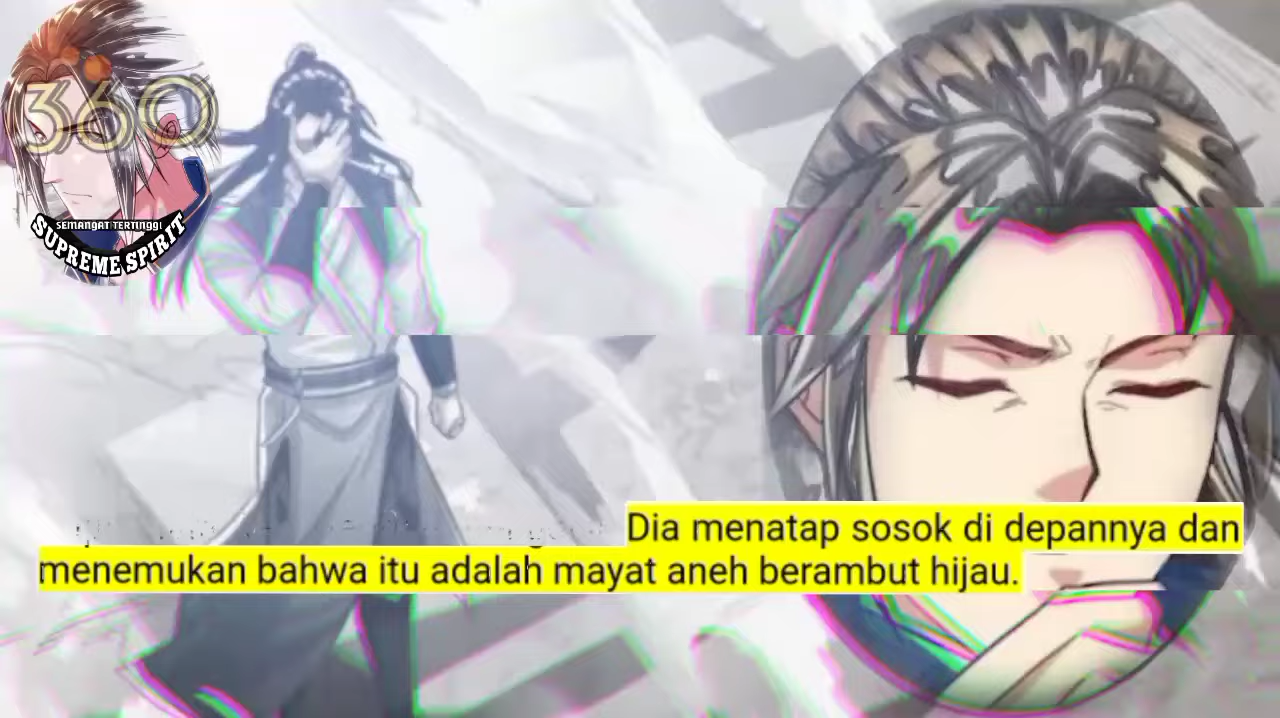 360
SEMANGAT TERTINGGI
SUPREME SPIRIT
Dia menatap sosok di depannya dan
menemukan bahwa itu adalah mayat aneh berambut hijau.